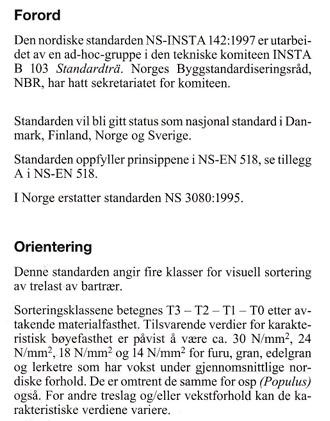 Forord
Den nordiske standarden NS-INSTA 142:1997 er utarbei-
det av en ad-hoc-gruppe i den tekniske komiteen INSTA
B 103 Standardträ. Norges Byggstandardiseringsråd,
NBR, har hatt sekretariatet for komiteen.
Standarden vil bli gitt status som nasjonal standard i Dan-
mark, Finland, Norge og Sverige.
Standarden oppfyller prinsippene i NS-EN 518, se tillegg
A i NS-EN 518.
I Norge erstatter standarden NS 3080:1995.
Orientering
Denne standarden angir fire klasser for visuell sortering
av trelast av bartrær.
Sorteringsklassene betegnes T3 – T2 – T1 – T0 etter av-
takende materialfasthet. Tilsvarende verdier for karakte-
ristisk bøyefasthet er påvist å være ca. 30 N/mm², 24
N/mm², 18 N/mm² og 14 N/mm² for furu, gran, edelgran
og lerketre som har vokst under gjennomsnittlige nor-
diske forhold. De er omtrent de samme for osp (Populus)
også. For andre treslag og/eller vekstforhold kan de ka-
rakteristiske verdiene variere.